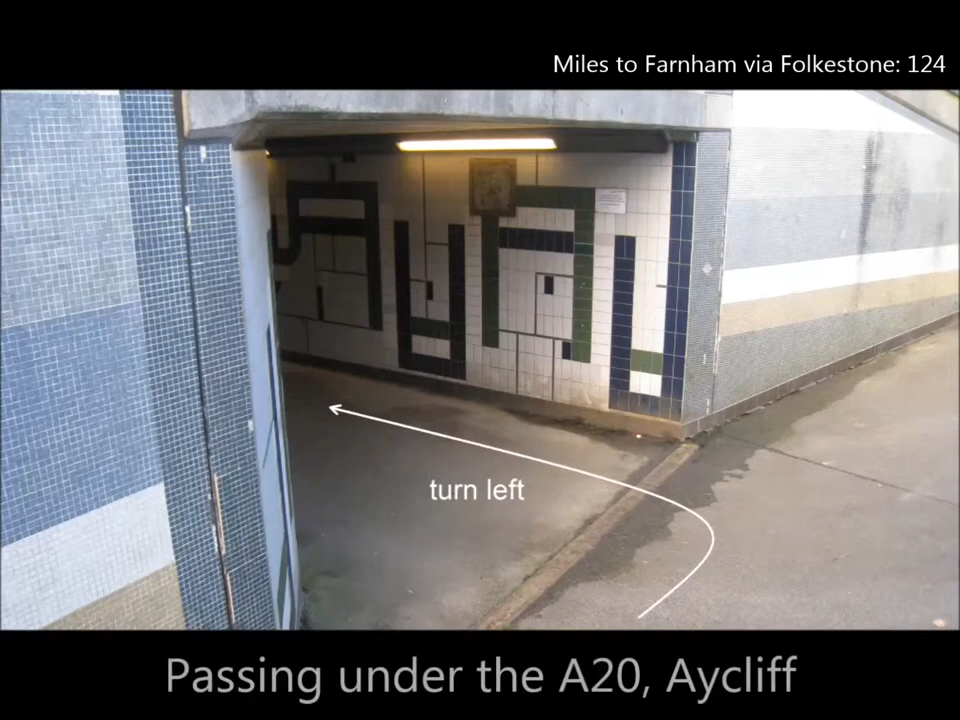 Miles to Farnham via Folkestone: 124
turn left
Passing under the A20, Aycliff